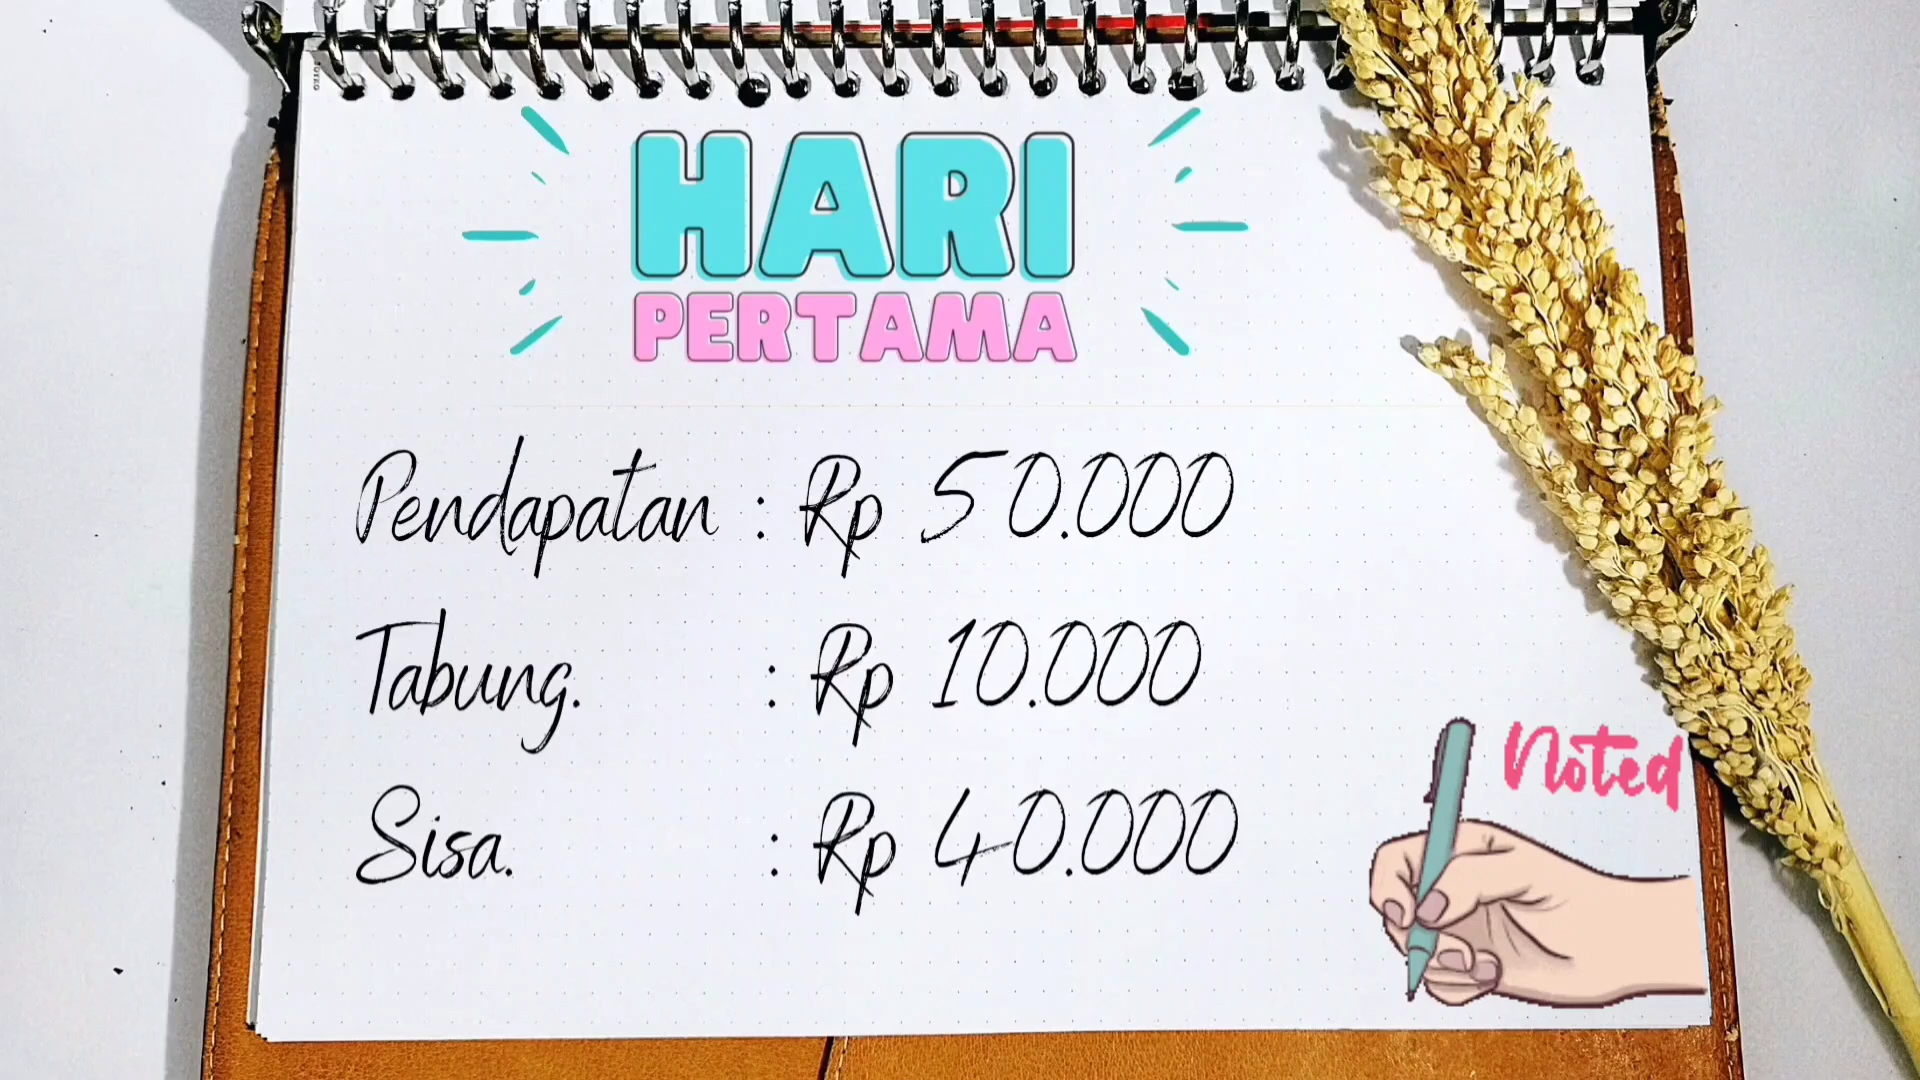 HARI
PERTAMA
Pendapatan : Rp 50.000
Tabung. : Rp 10.000
Sisa. : Rp 40.000
Noted